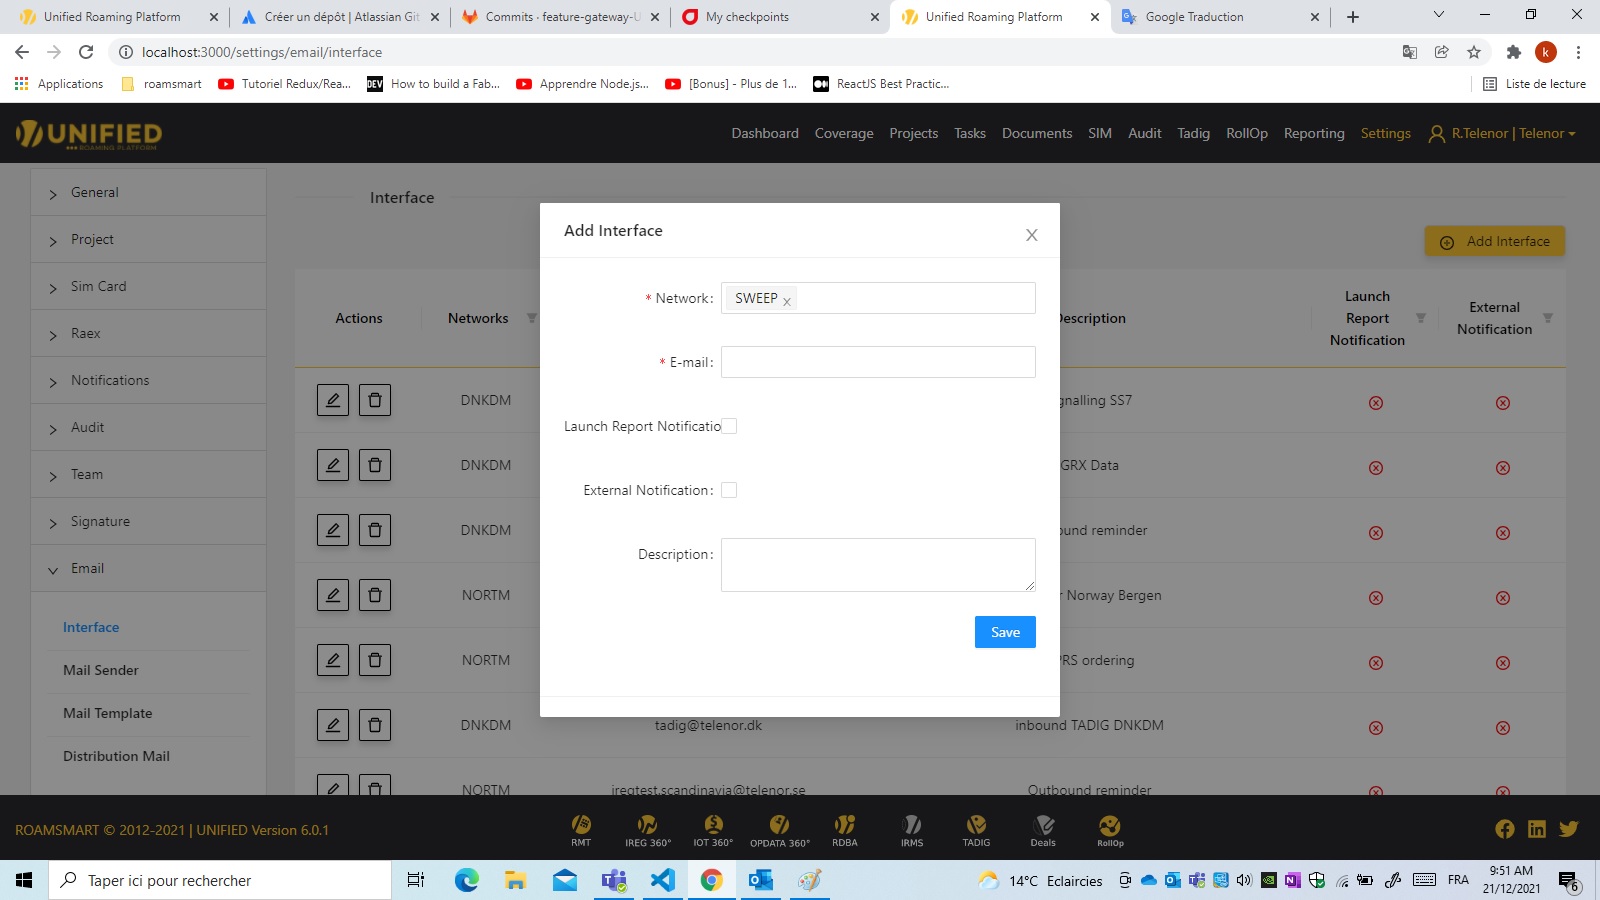 Unified Roaming Platform
Créer un dépôt | Atlassian Git
Commits · feature-gateway-U
My checkpoints
Unified Roaming Platform
Google Traduction
localhost:3000/settings/email/interface
k
Applications
roamsmart
Tutoriel Redux/Rea...
DEV
How to build a Fab...
Apprendre Node.js...
[Bonus] - Plus de 1...
ReactJS Best Practic...
Liste de lecture
UNIFIED
ROAMING PLATFORM
Dashboard Coverage Projects Tasks Documents SIM Audit Tadig RollOp Reporting Settings R.Telenor | Telenor
General
Project
Sim Card
Raex
Notifications
Audit
Team
Signature
Email
Interface
Mail Sender
Mail Template
Distribution Mail
Interface
Add Interface
Actions
Networks
Description
Launch
Report
Notification
External
Notification
DNKDM
gnalling SS7
DNKDM
GRX Data
DNKDM
ound reminder
NORTM
r Norway Bergen
NORTM
PRS ordering
DNKDM
tadig@telenor.dk
inbound TADIG DNKDM
NORTM
iregtest.scandinavia@telenor.se
Outbound reminder
Add Interface
* Network:
SWEEP
* E-mail:
Launch Report Notificatio
External Notification:
Description:
Save
ROAMSMART © 2012-2021 | UNIFIED Version 6.0.1
RMT
IREG 360°
IOT 360°
OPDATA 360°
RDBA
IRMS
TADIG
Deals
RollOp
Taper ici pour rechercher
14°C Eclaircies
FRA
9:51 AM
21/12/2021
6